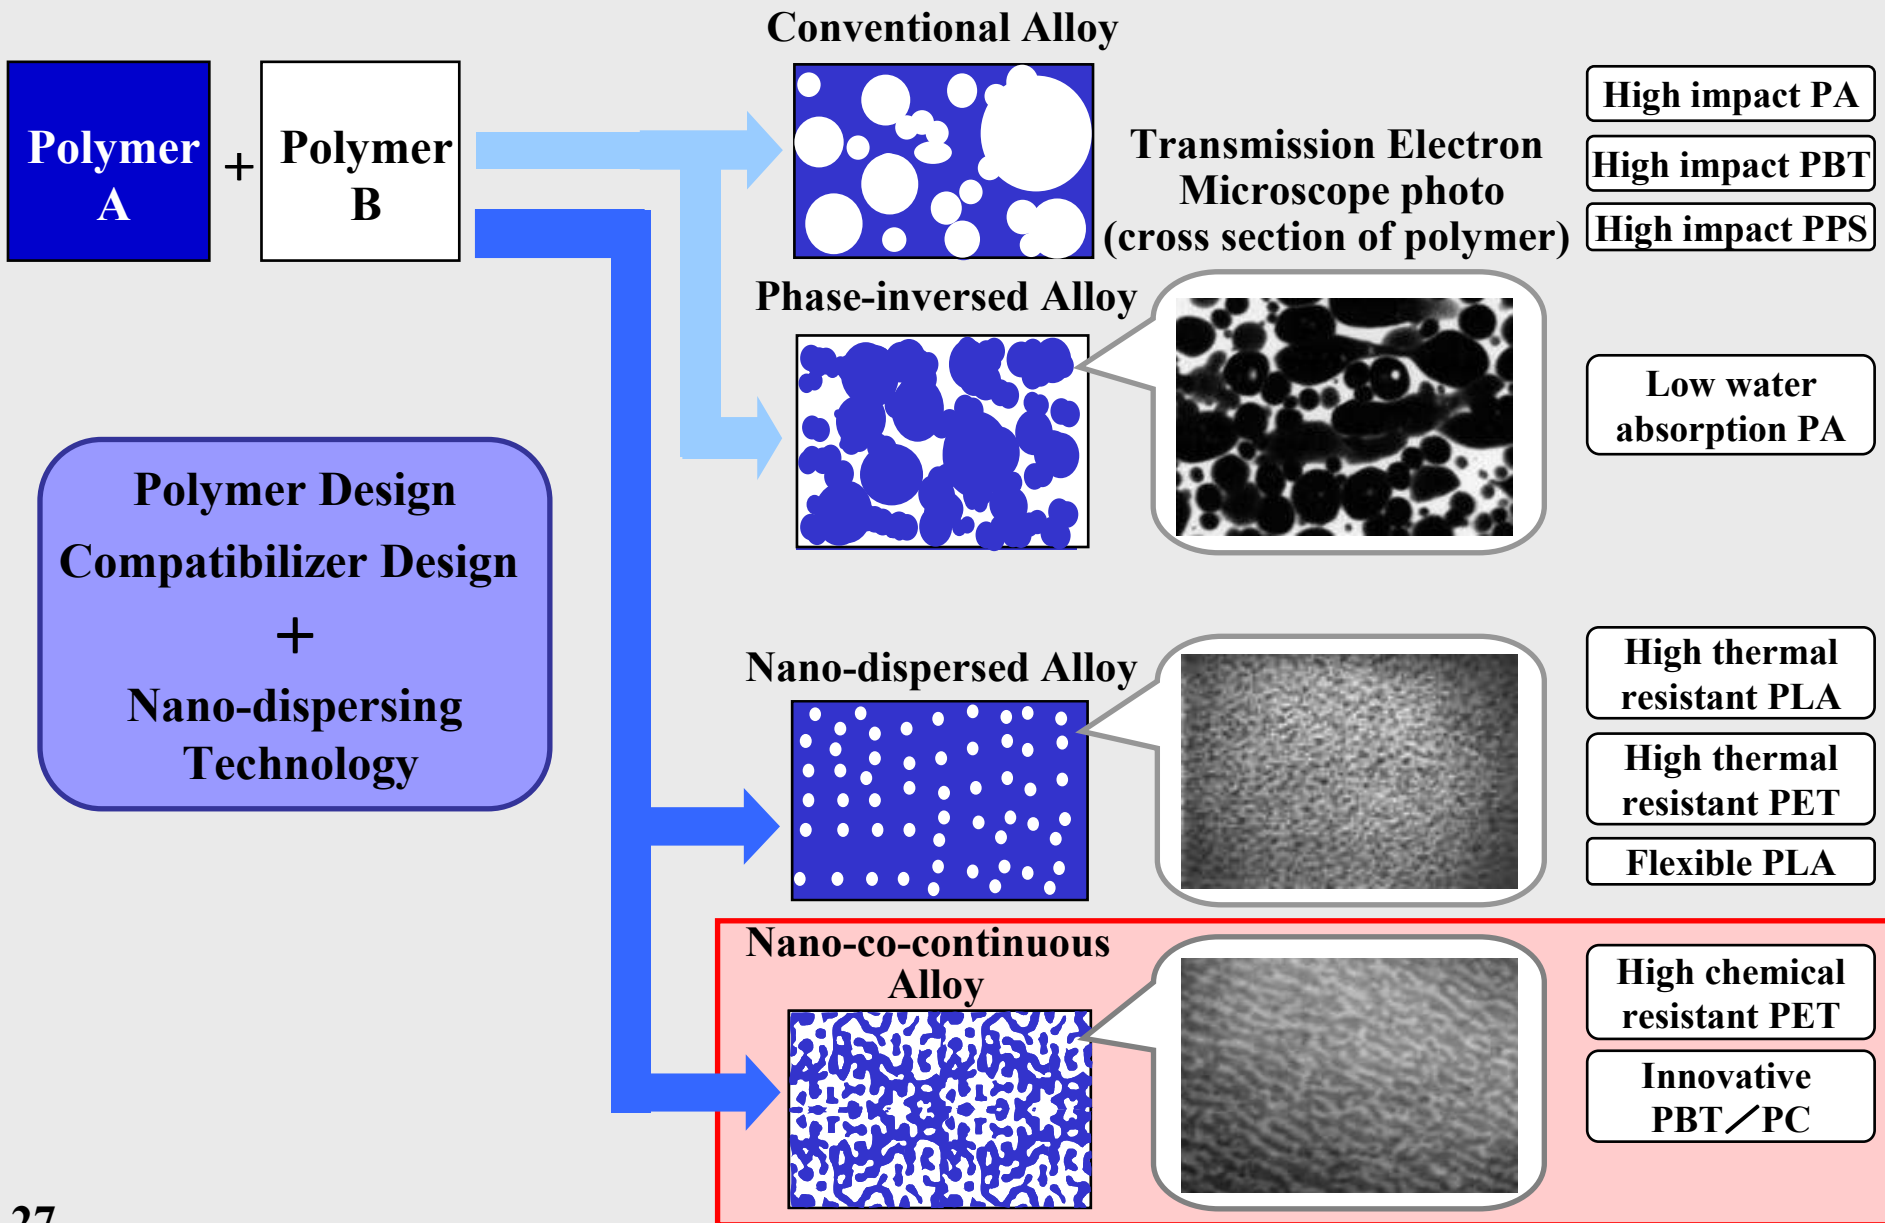 Conventional Alloy
Polymer
A
+
Polymer
B
Transmission Electron
Microscope photo
(cross section of polymer)
High impact PA
High impact PBT
High impact PPS
Phase-inversed Alloy
Low water
absorption PA
Polymer Design
Compatibilizer Design
+
Nano-dispersing
Technology
Nano-dispersed Alloy
High thermal
resistant PLA
High thermal
resistant PET
Flexible PLA
Nano-co-continuous
Alloy
High chemical
resistant PET
Innovative
PBT／PC
27